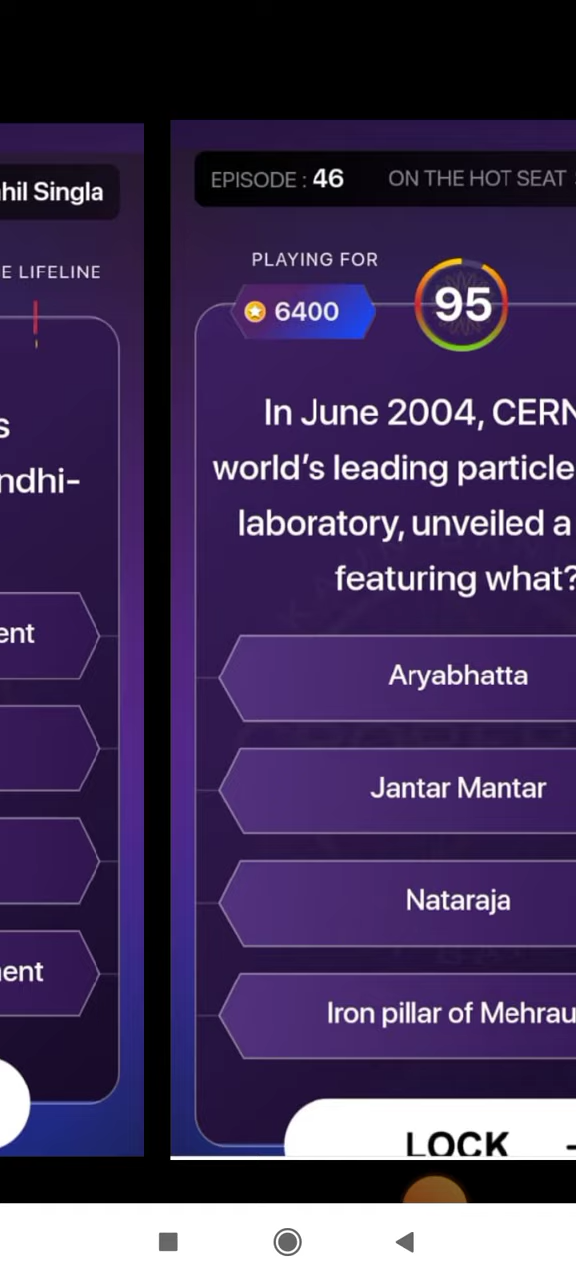 hil Singla
E LIFELINE
s
ndhi-
ent
ent
EPISODE : 46 ON THE HOT SEAT
PLAYING FOR
6400
95
In June 2004, CERN
world's leading particle
laboratory, unveiled a
featuring what?
Aryabhatta
Jantar Mantar
Nataraja
Iron pillar of Mehrau
LOCK